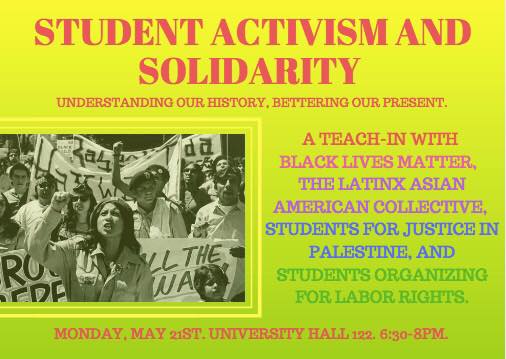 STUDENT ACTIVISM AND
SOLIDARITY
UNDERSTANDING OUR HISTORY, BETTERING OUR PRESENT.
A TEACH-IN WITH
BLACK LIVES MATTER,
THE LATINX ASIAN
AMERICAN COLLECTIVE,
STUDENTS FOR JUSTICE IN
PALESTINE, AND
STUDENTS ORGANIZING
FOR LABOR RIGHTS.
ALL THE
MONDAY, MAY 21ST. UNIVERSITY HALL 122. 6:30-8PM.